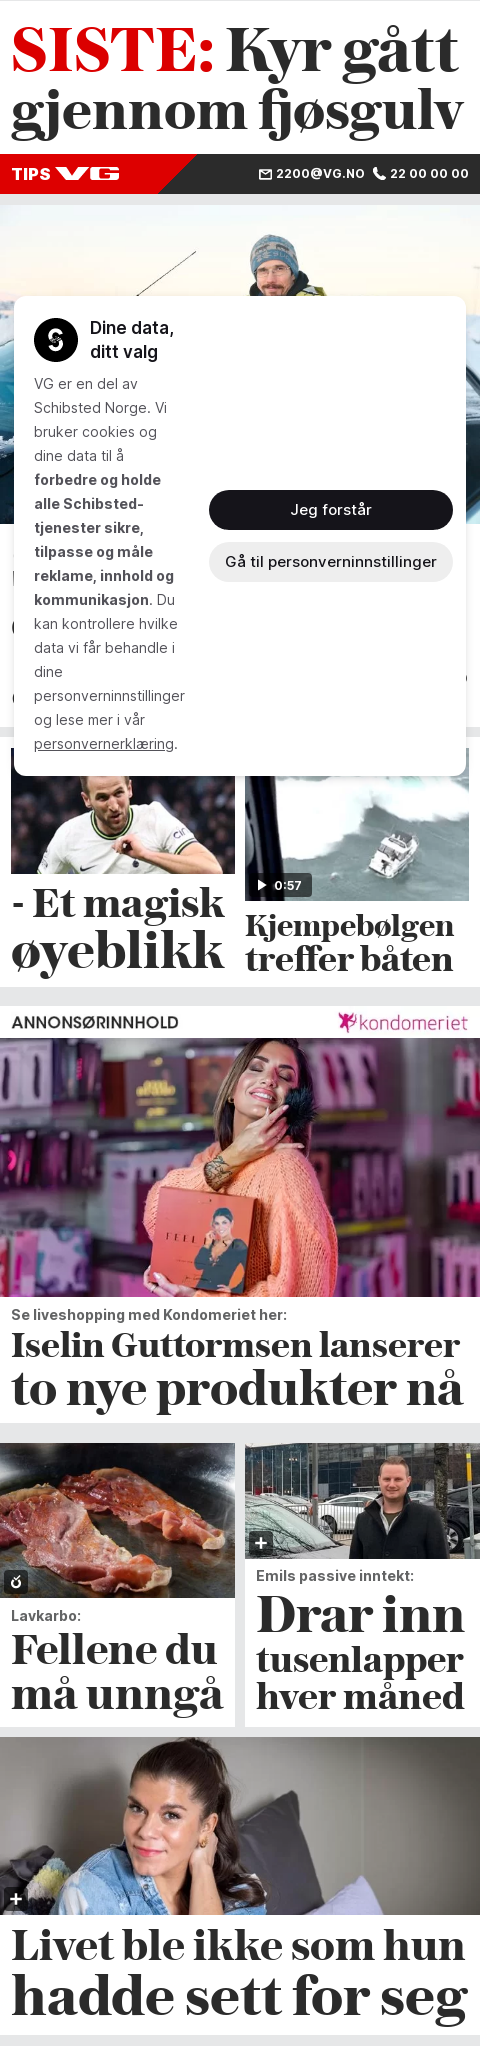 SISTE: Kyr gått
gjennom fjøsgulv
TIPS VG
2200@VG.NO 22 00 00 00
Dine data,
ditt valg
VG er en del av
Schibsted Norge. Vi
bruker cookies og
dine data til å
forbedre og holde
alle Schibsted-
tjenester sikre,
tilpasse og måle
reklame, innhold og
kommunikasjon. Du
kan kontrollere hvilke
data vi får behandle i
dine
personverninnstillinger
og lese mer i vår
personvernerklæring.
Jeg forstår
Gå til personverninnstillinger
0:57
- Et magisk
øyeblikk
Kjempebølgen
treffer båten
ANNONSØRINNHOLD
kondomeriet
Se liveshopping med Kondomeriet her:
Iselin Guttormsen lanserer
to nye produkter nå
Lavkarbo:
Fellene du
må unngå
Emils passive inntekt:
Drar inn
tusenlapper
hver måned
Livet ble ikke som hun
hadde sett for seg